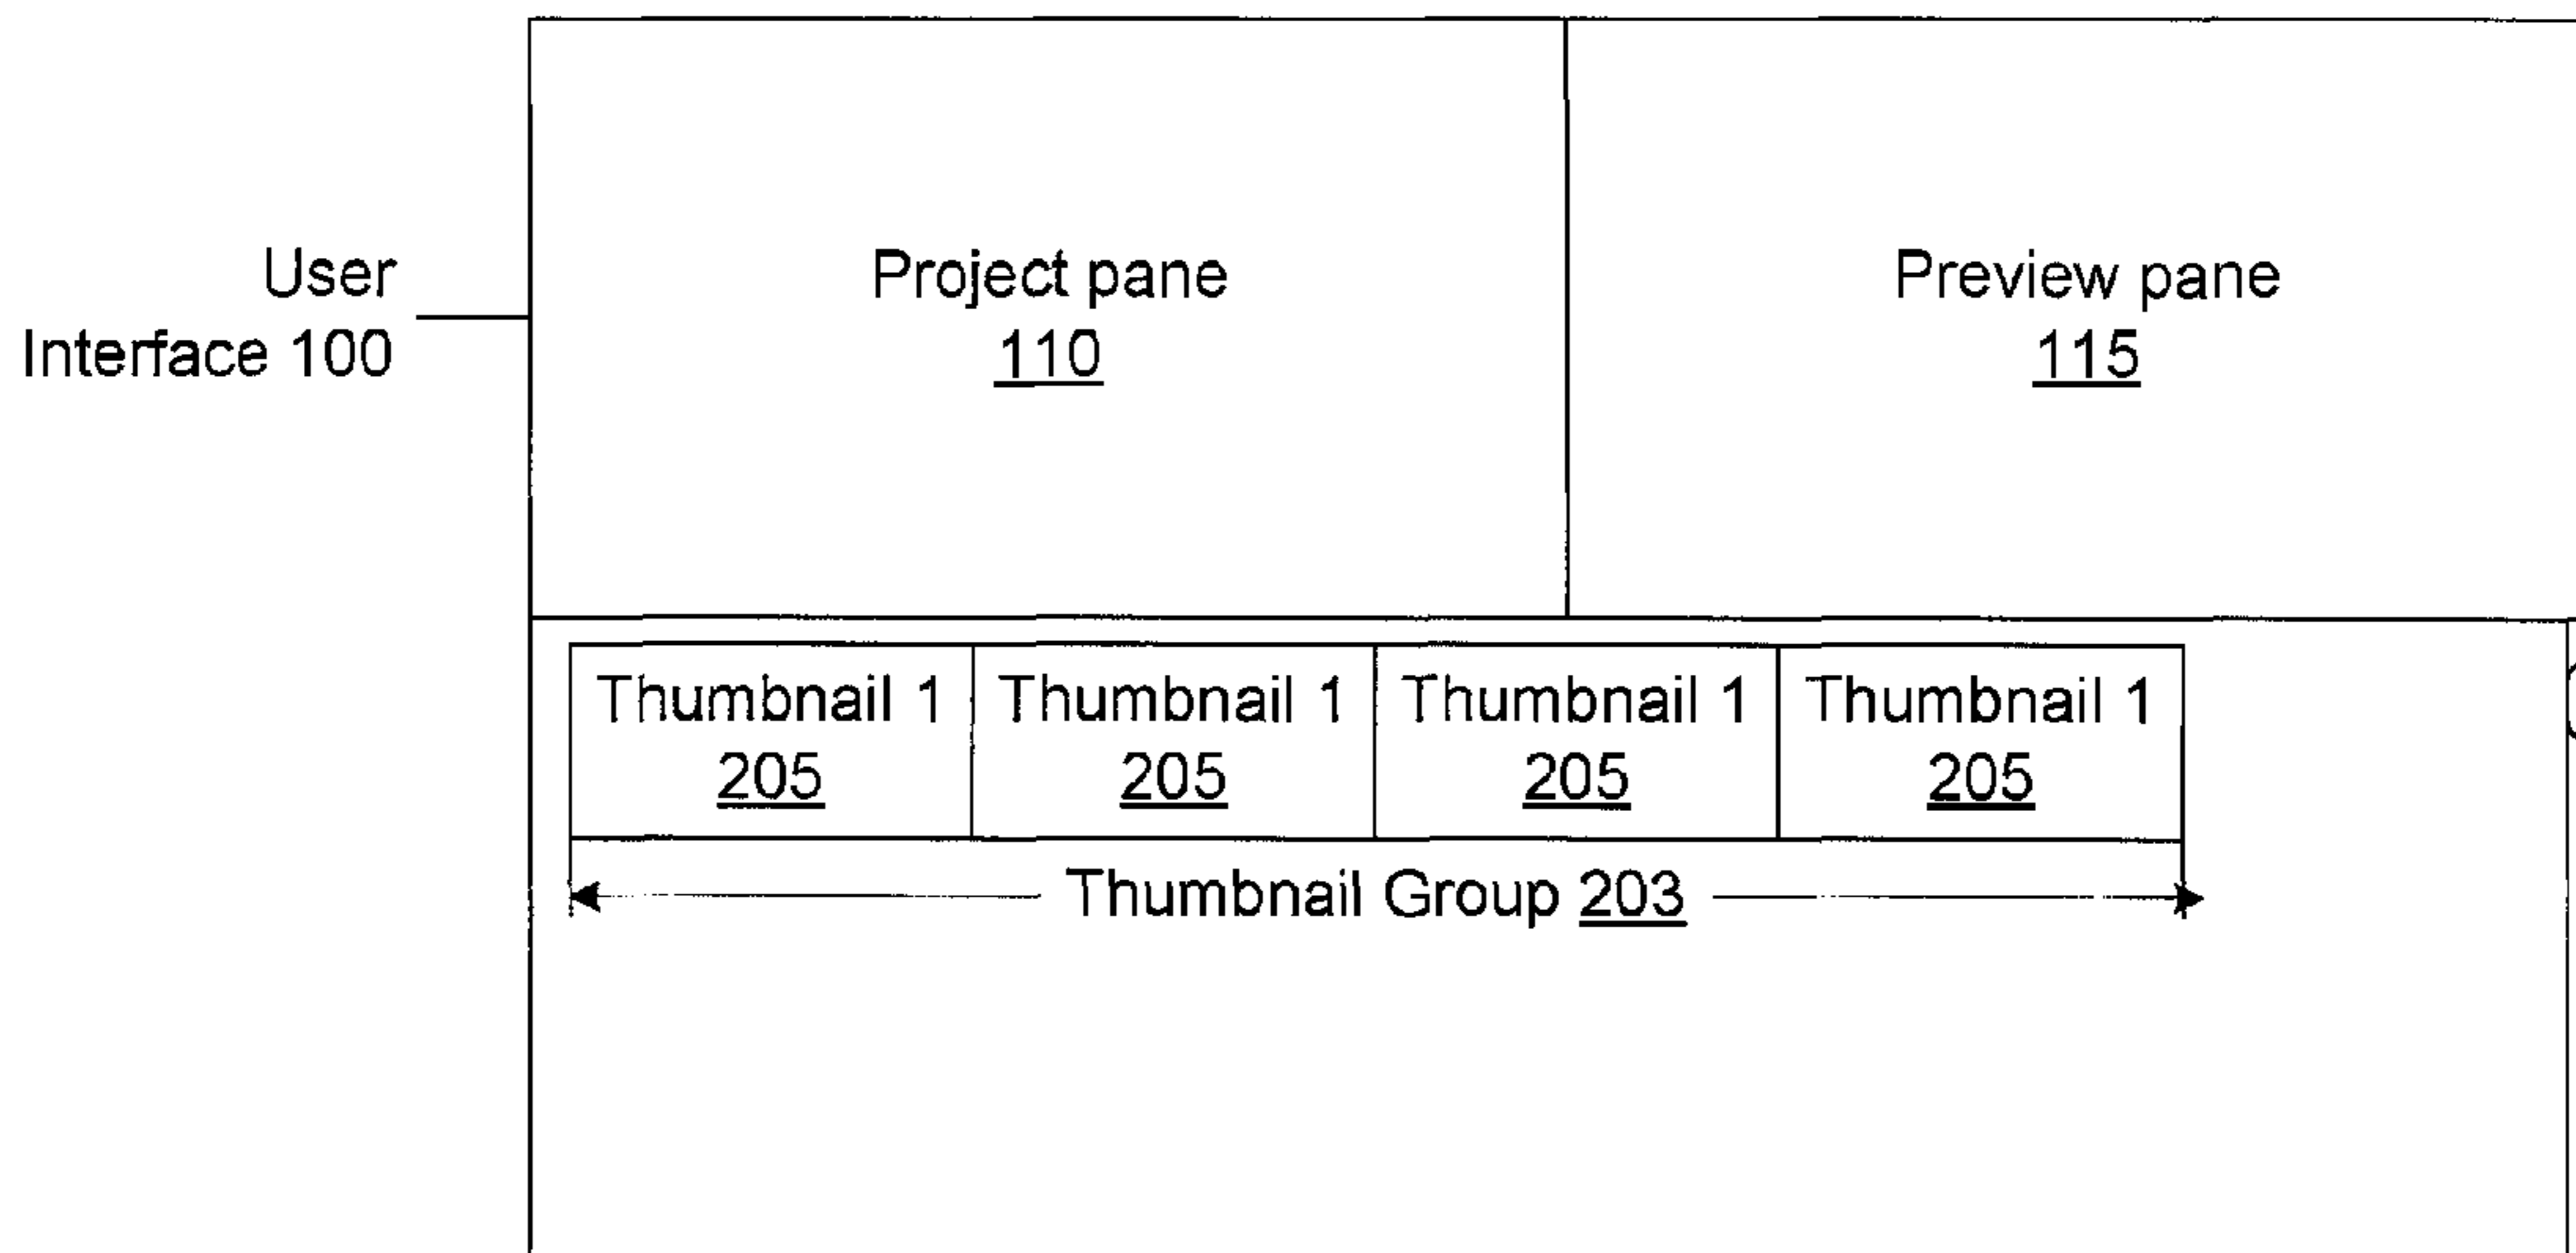 User
Interface 100
Project pane
110
Preview pane
115
Thumbnail 1
205
Thumbnail 1
205
Thumbnail 1
205
Thumbnail 1
205
Thumbnail Group 203